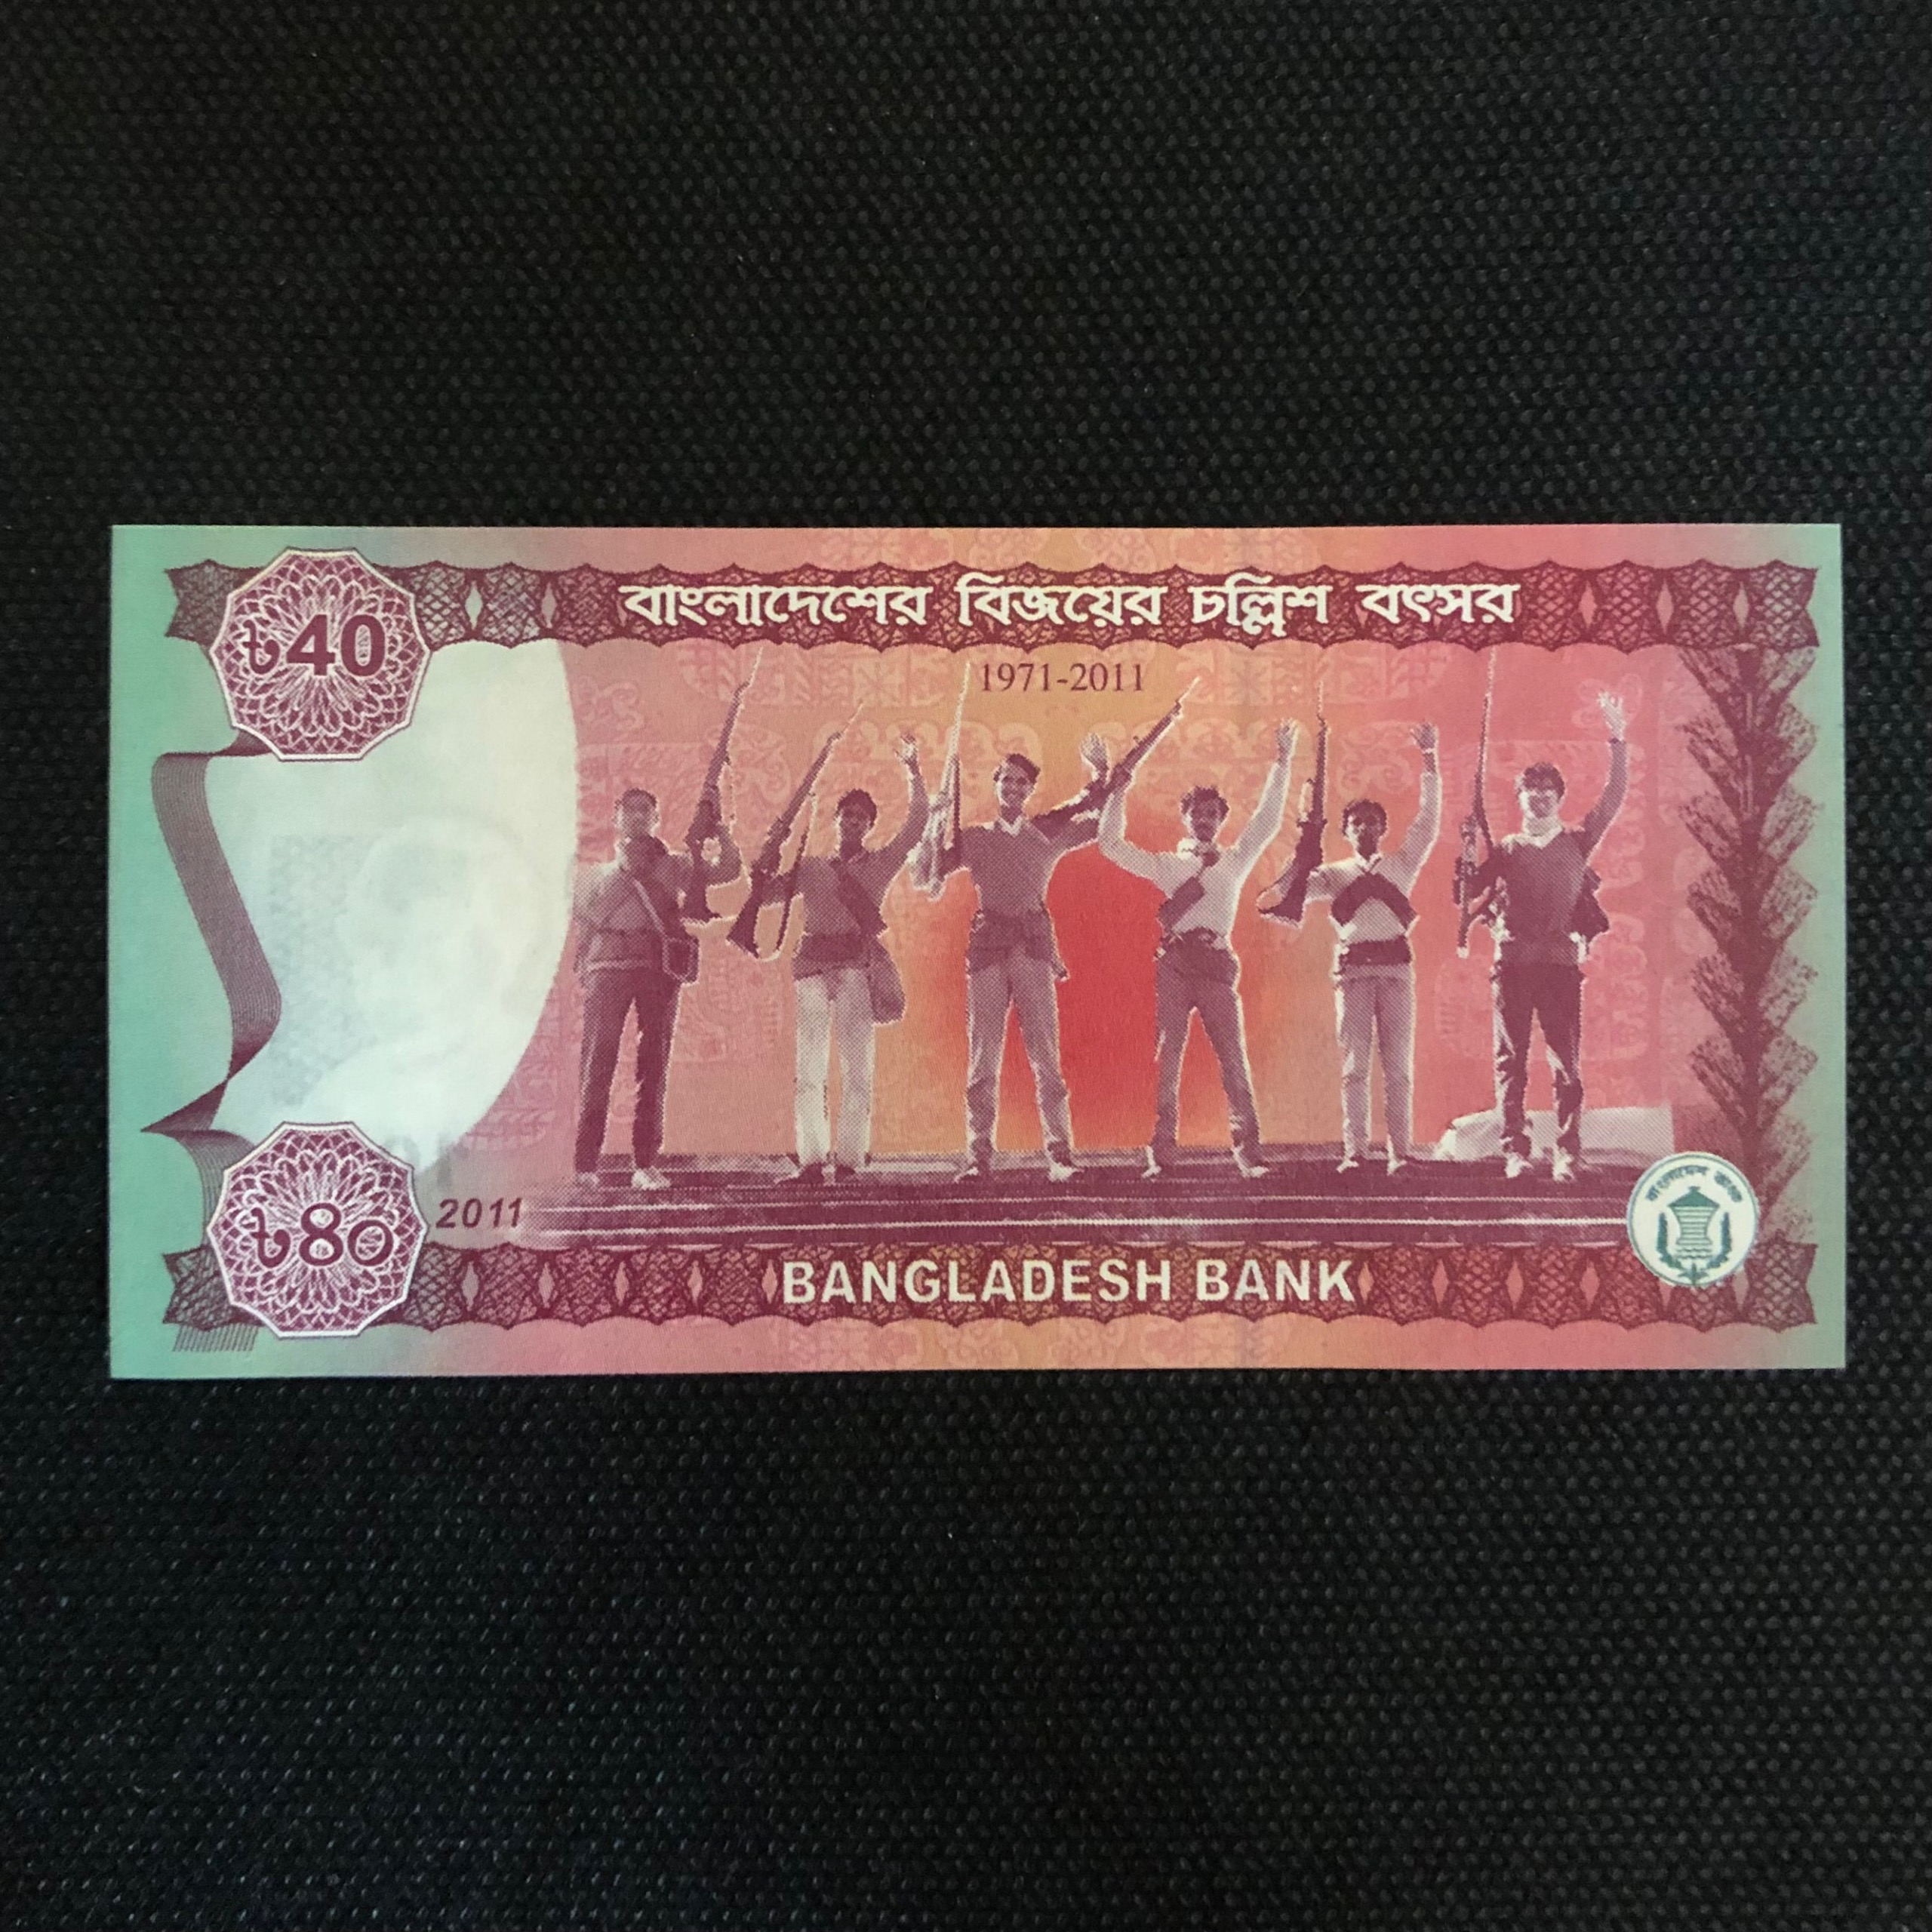 বাংলাদেশের বিজয়ের চল্লিশ বৎসর
৳40
1971-2011
৳৪০
2011
BANGLADESH BANK
বাংলাদেশ ব্যাংক